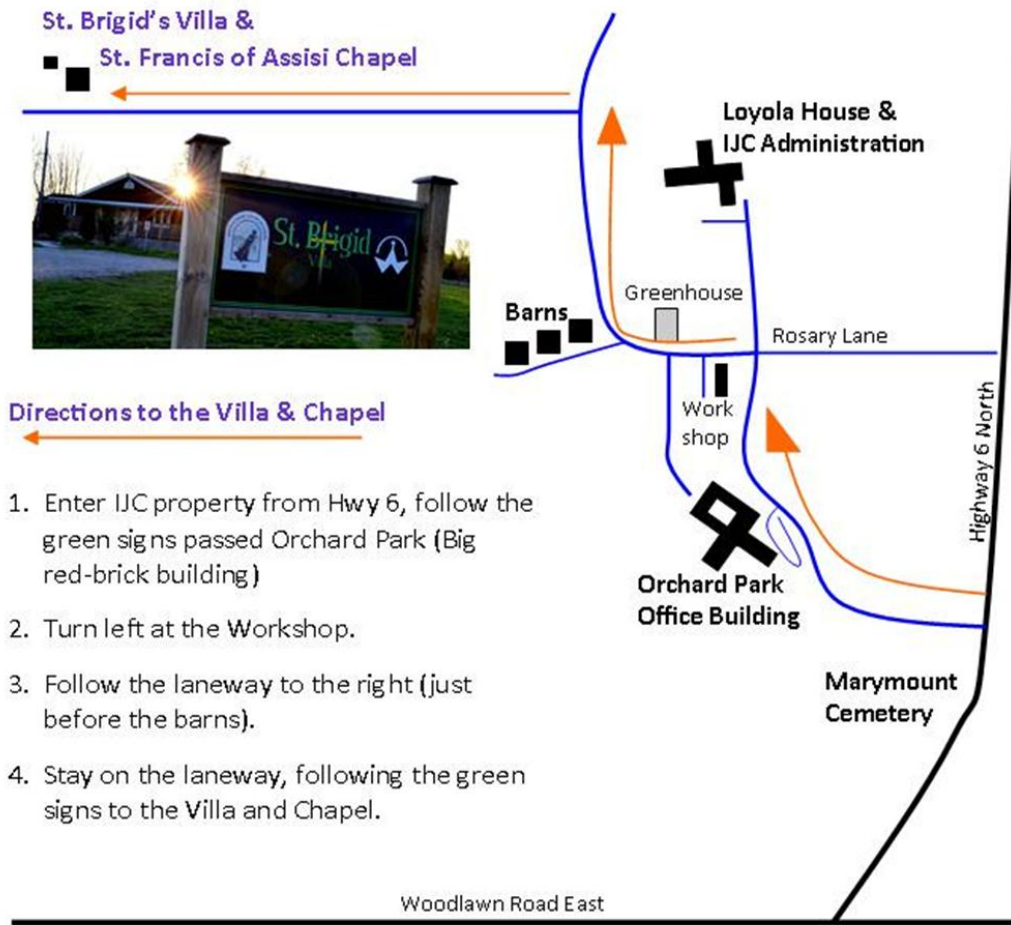 St. Brigid's Villa &
St. Francis of Assisi Chapel
Loyola House &
IJC Administration
St. Brigid
Villa
Greenhouse
Barns
Rosary Lane
Work
shop
Highway 6 North
Directions to the Villa & Chapel
1. Enter IJC property from Hwy 6, follow the
green signs passed Orchard Park (Big
red-brick building)
2. Turn left at the Workshop.
3. Follow the laneway to the right (just
before the barns).
4. Stay on the laneway, following the green
signs to the Villa and Chapel.
Orchard Park
Office Building
Marymount
Cemetery
Woodlawn Road East